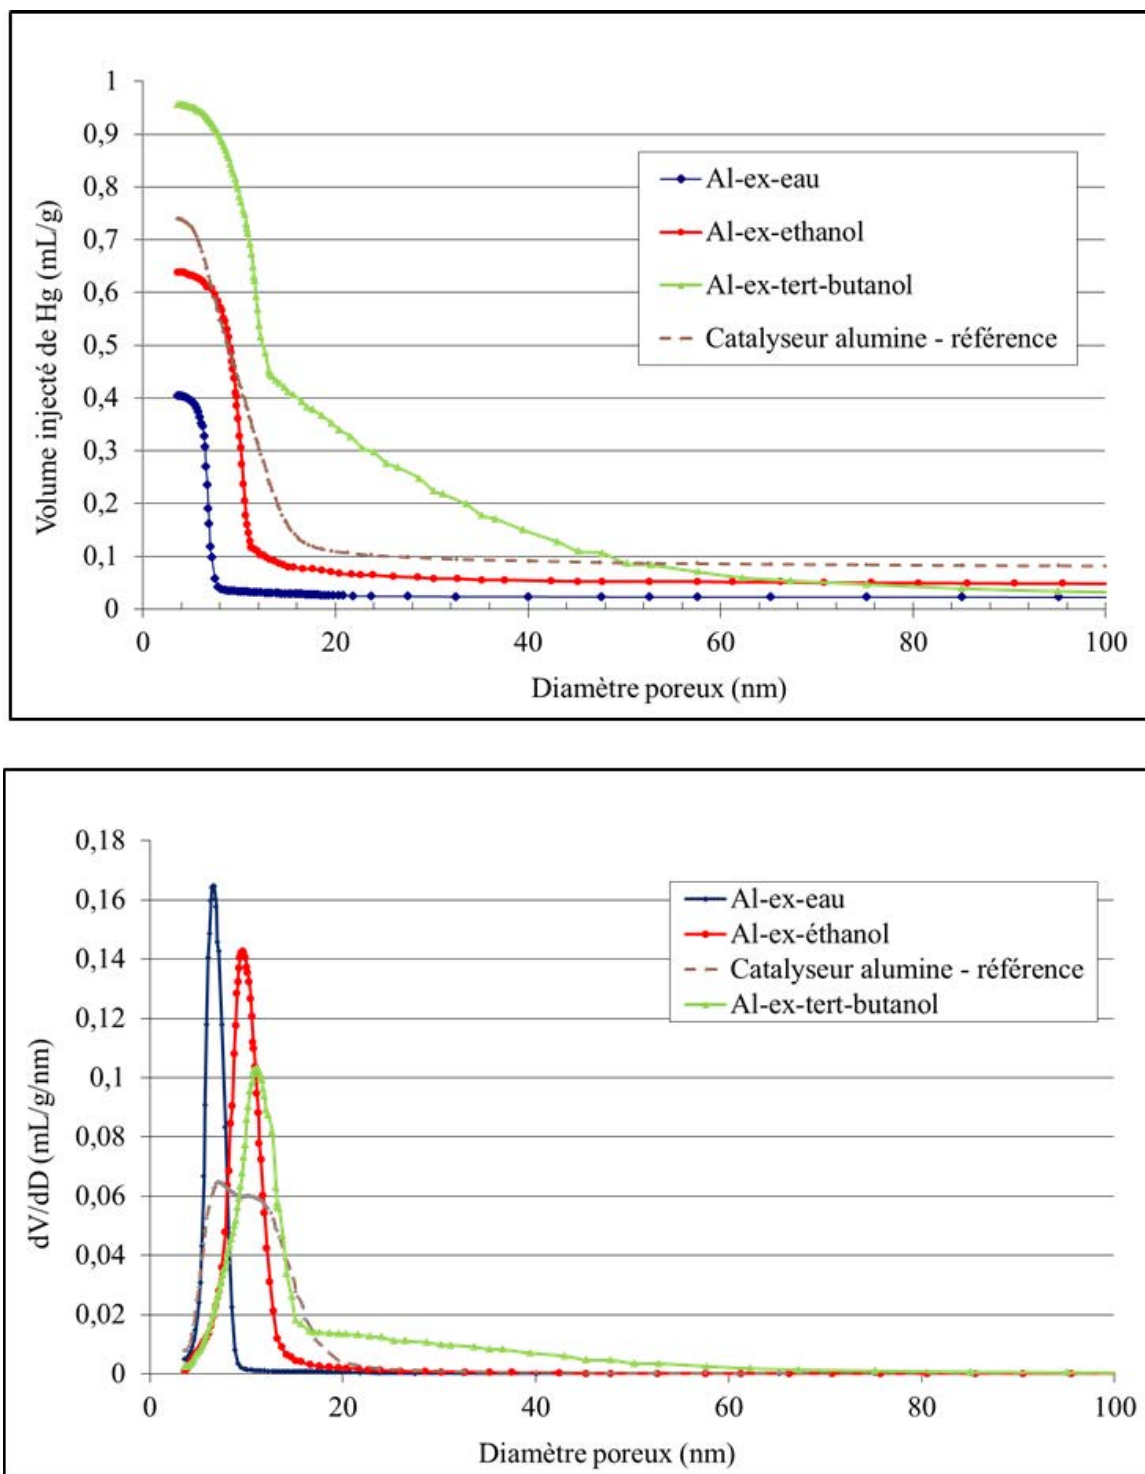 1
0,9
0,8
0,7
0,6
0,5
0,4
0,3
0,2
0,1
0
Volume injecté de Hg (mL/g)
Al-ex-eau
Al-ex-ethanol
Al-ex-tert-butanol
Catalyseur alumine - référence
0 20 40 60 80 100
Diamètre poreux (nm)
0,18
0,16
0,14
0,12
0,1
0,08
0,06
0,04
0,02
0
dV/dD (mL/g/nm)
Al-ex-eau
Al-ex-éthanol
Catalyseur alumine - référence
Al-ex-tert-butanol
0 20 40 60 80 100
Diamètre poreux (nm)